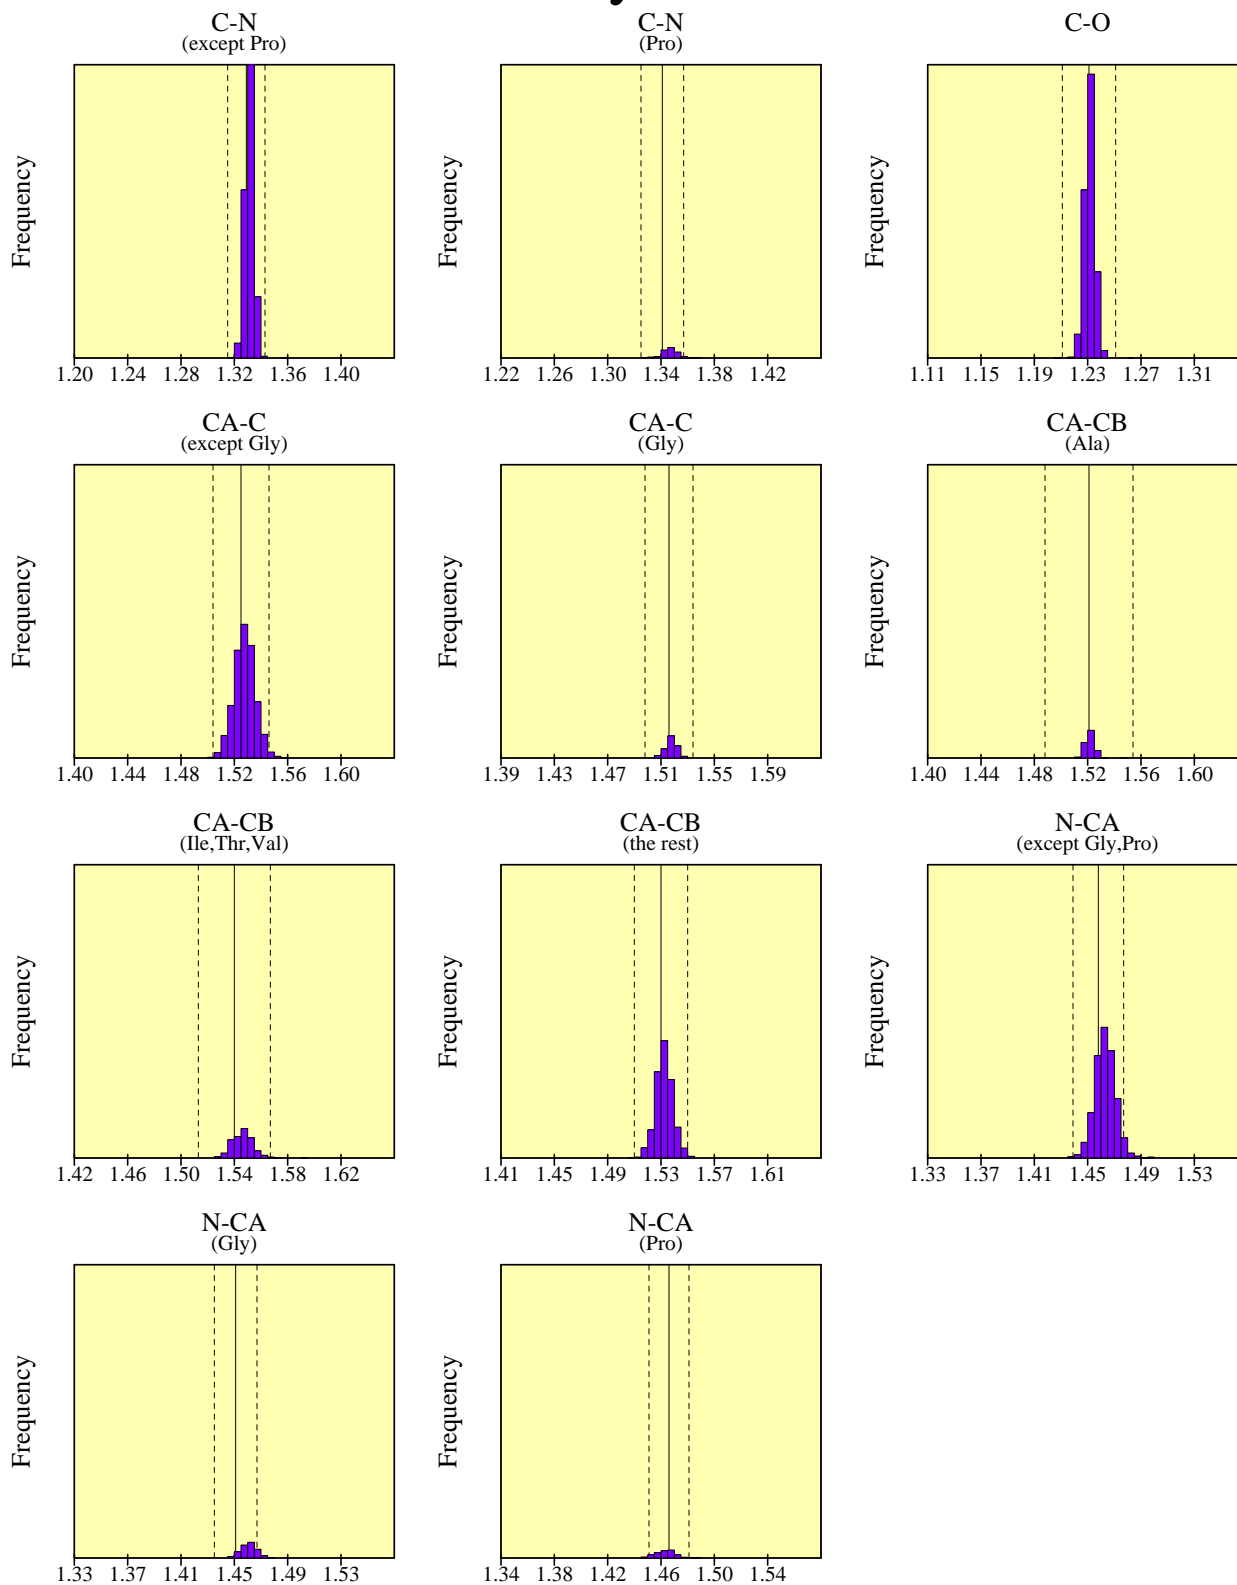 C-N
(except Pro)
C-N
(Pro)
C-O
Frequency
Frequency
Frequency
1.20 1.24 1.28 1.32 1.36 1.40
1.22 1.26 1.30 1.34 1.38 1.42
1.11 1.15 1.19 1.23 1.27 1.31
CA-C
(except Gly)
CA-C
(Gly)
CA-CB
(Ala)
Frequency
Frequency
Frequency
1.40 1.44 1.48 1.52 1.56 1.60
1.39 1.43 1.47 1.51 1.55 1.59
1.40 1.44 1.48 1.52 1.56 1.60
CA-CB
(Ile,Thr,Val)
CA-CB
(the rest)
N-CA
(except Gly,Pro)
Frequency
Frequency
Frequency
1.42 1.46 1.50 1.54 1.58 1.62
1.41 1.45 1.49 1.53 1.57 1.61
1.33 1.37 1.41 1.45 1.49 1.53
N-CA
(Gly)
N-CA
(Pro)
Frequency
Frequency
1.33 1.37 1.41 1.45 1.49 1.53
1.34 1.38 1.42 1.46 1.50 1.54